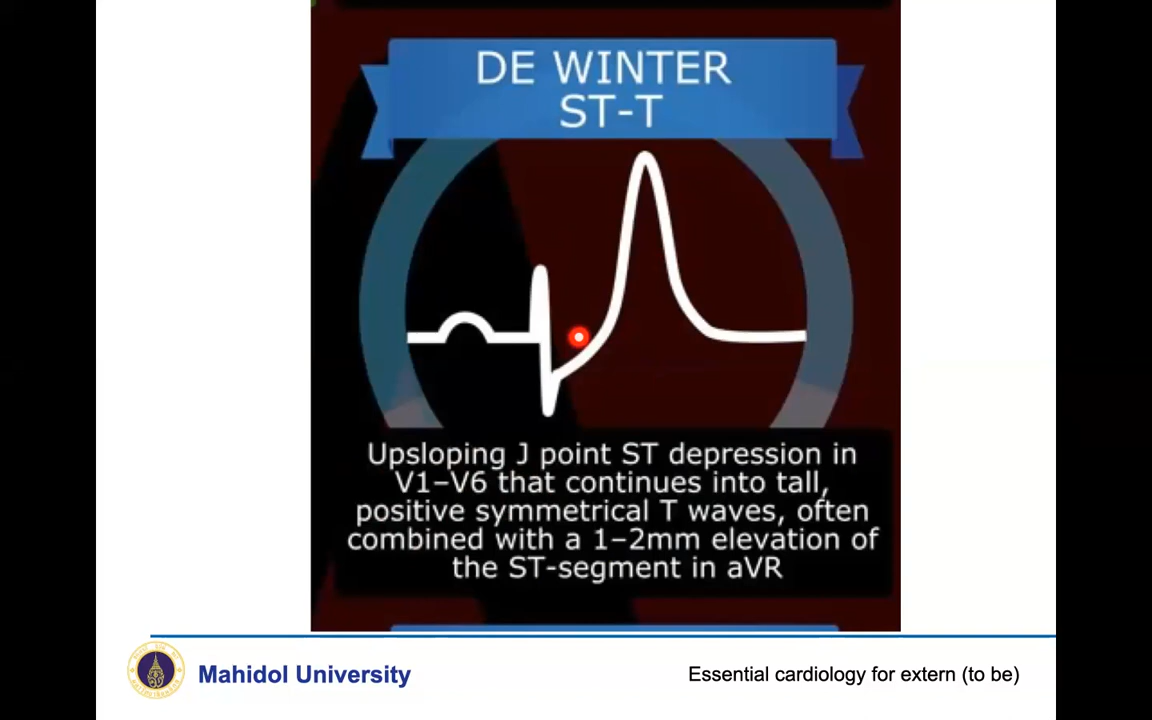 DE WINTER
ST-T
Upsloping J point ST depression in
V1–V6 that continues into tall,
positive symmetrical T waves, often
combined with a 1–2mm elevation of
the ST-segment in aVR
Mahidol University
Essential cardiology for extern (to be)